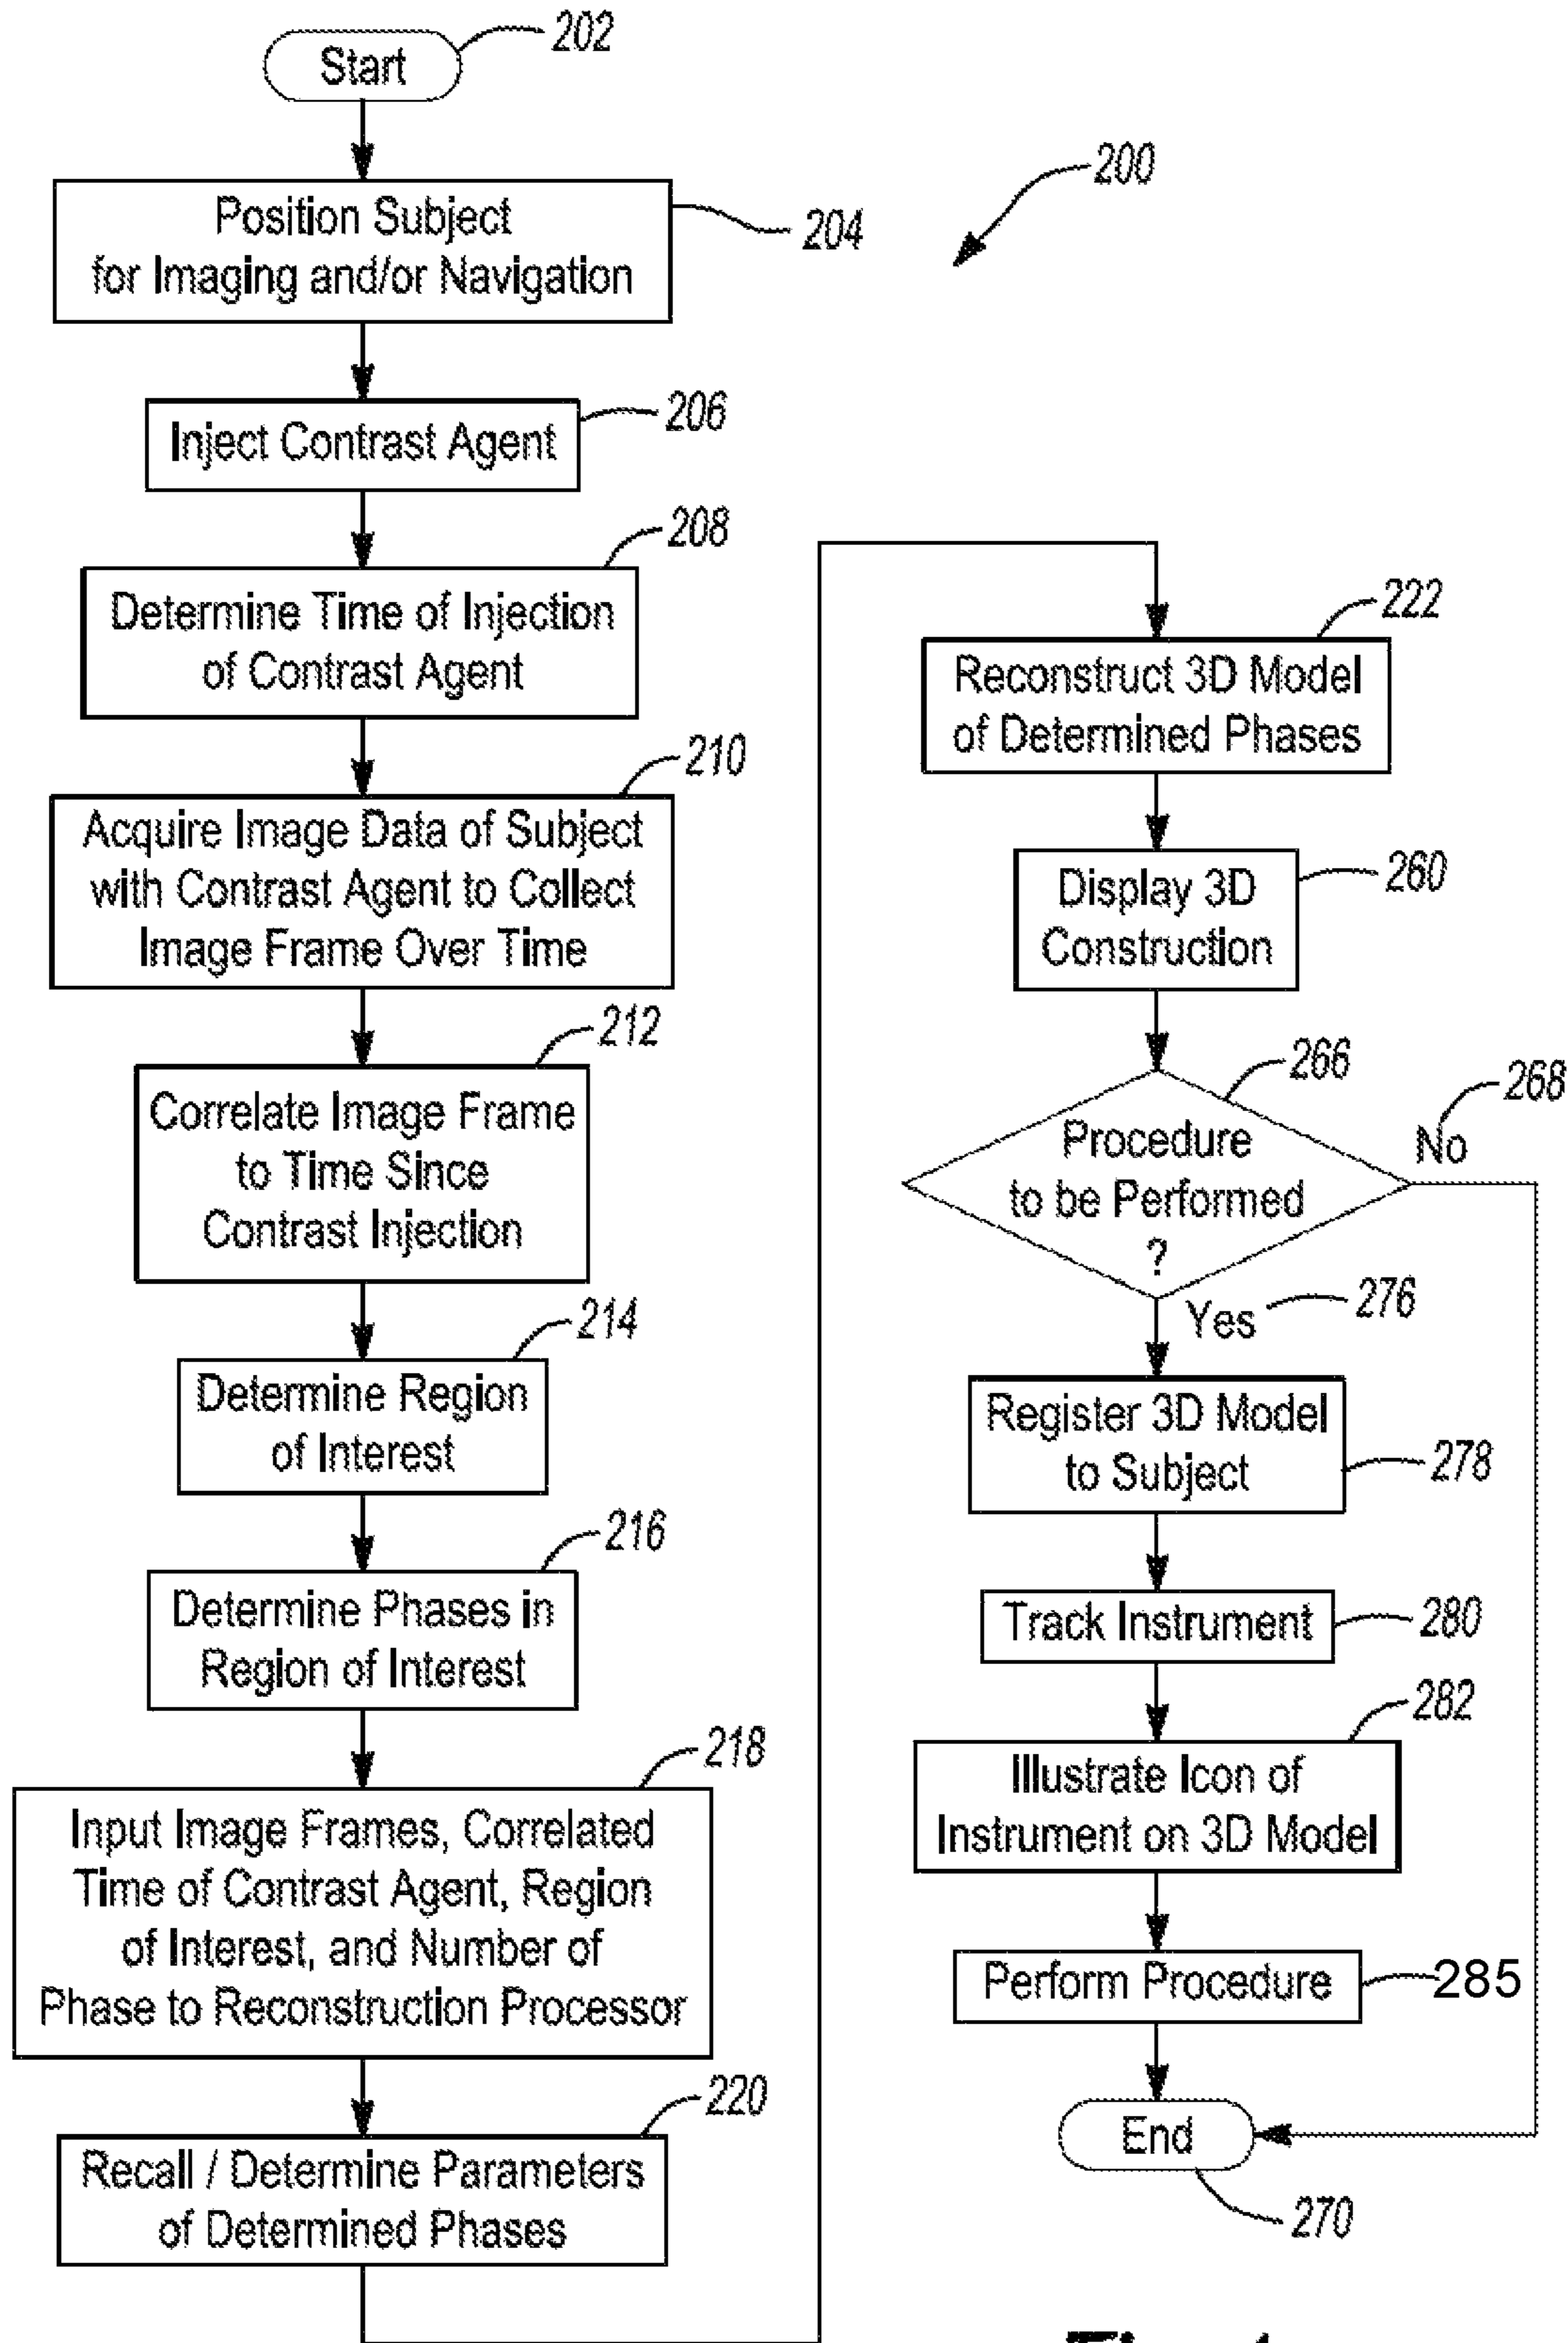 202
Start
200
Position Subject
for Imaging and/or Navigation
204
Inject Contrast Agent
206
208
Determine Time of Injection
of Contrast Agent
210
Acquire Image Data of Subject
with Contrast Agent to Collect
Image Frame Over Time
212
Correlate Image Frame
to Time Since
Contrast Injection
214
Determine Region
of Interest
216
Determine Phases in
Region of Interest
218
Input Image Frames, Correlated
Time of Contrast Agent, Region
of Interest, and Number of
Phase to Reconstruction Processor
220
Recall / Determine Parameters
of Determined Phases
222
Reconstruct 3D Model
of Determined Phases
260
Display 3D
Construction
266
Procedure
to be Performed
?
268
No
276
Yes
Register 3D Model
to Subject
278
Track Instrument
280
282
Illustrate Icon of
Instrument on 3D Model
Perform Procedure
285
End
270